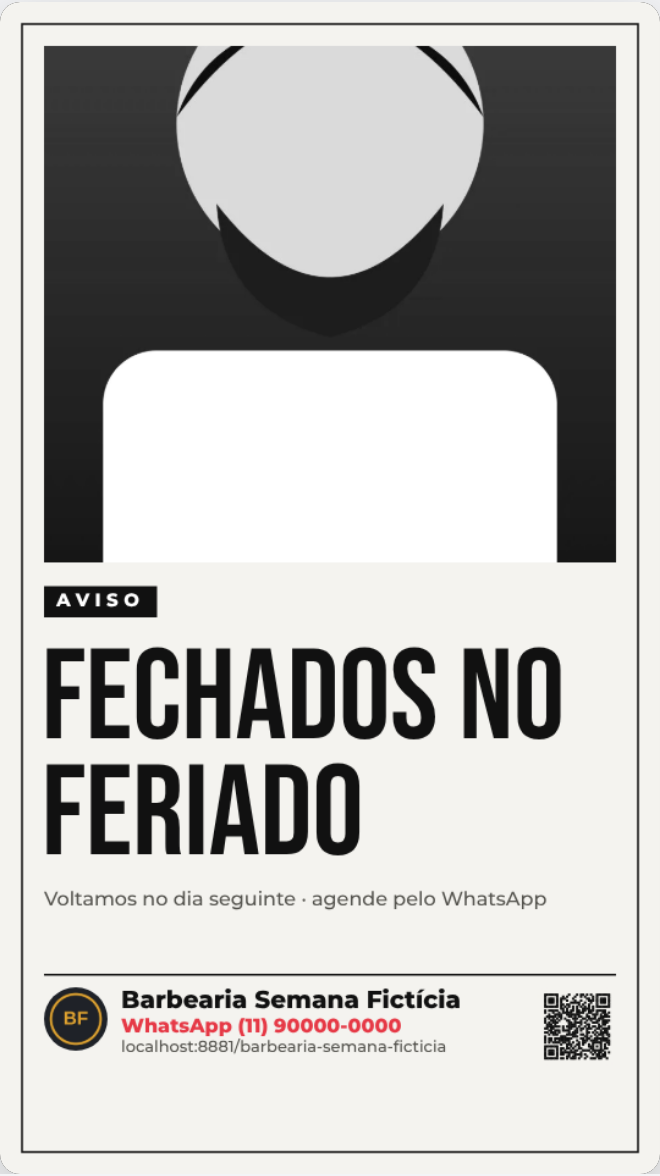 AVISO
FECHADOS NO
FERIADO
Voltamos no dia seguinte · agende pelo WhatsApp
BF
Barbearia Semana Fictícia
WhatsApp (11) 90000-0000
localhost:8881/barbearia-semana-ficticia